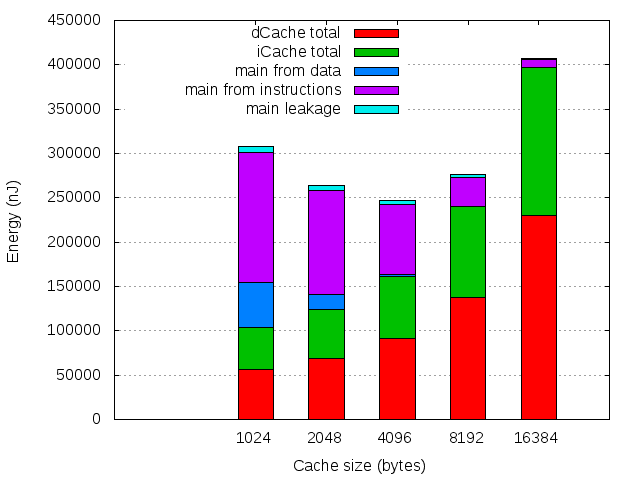 450000
400000
350000
300000
250000
200000
150000
100000
50000
0
Energy (nJ)
dCache total
iCache total
main from data
main from instructions
main leakage
1024 2048 4096 8192 16384
Cache size (bytes)